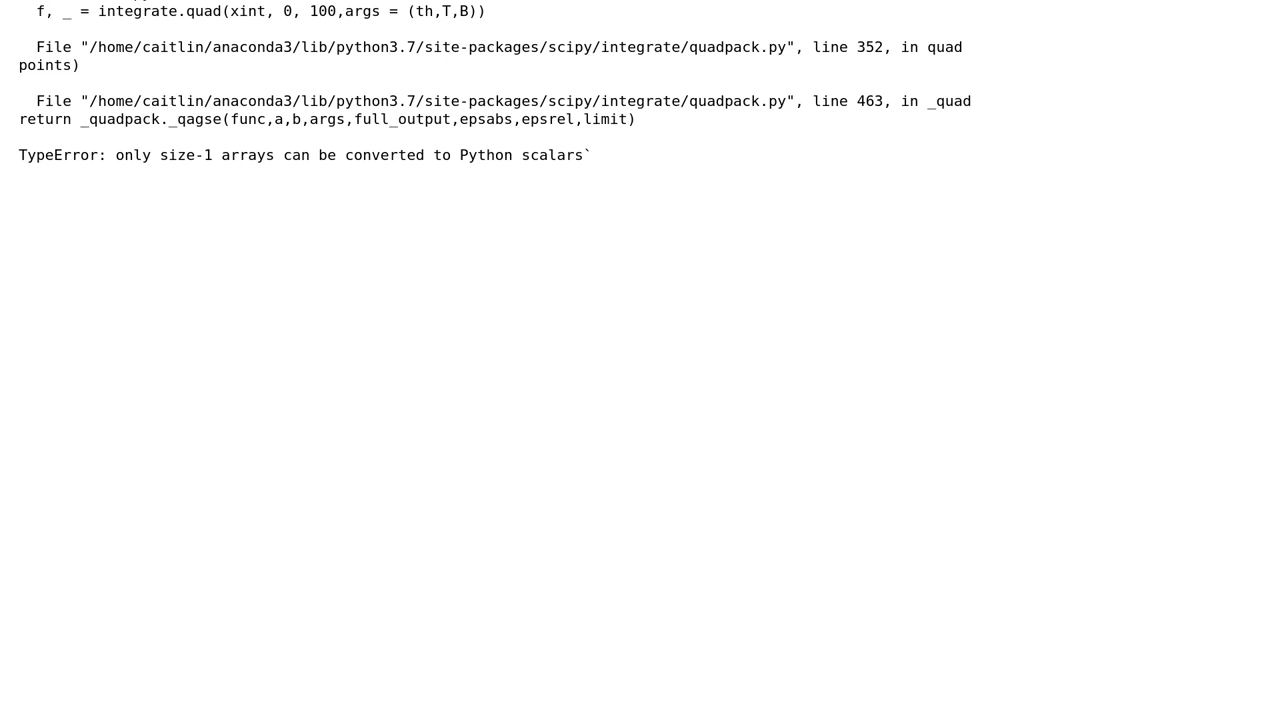 f, _ = integrate.quad(xint, 0, 100,args = (th,T,B))
File "/home/caitlin/anaconda3/lib/python3.7/site-packages/scipy/integrate/quadpack.py", line 352, in quad
points)
File "/home/caitlin/anaconda3/lib/python3.7/site-packages/scipy/integrate/quadpack.py", line 463, in _quad
return _quadpack._qagse(func,a,b,args,full_output,epsabs,epsrel,limit)
TypeError: only size-1 arrays can be converted to Python scalars`